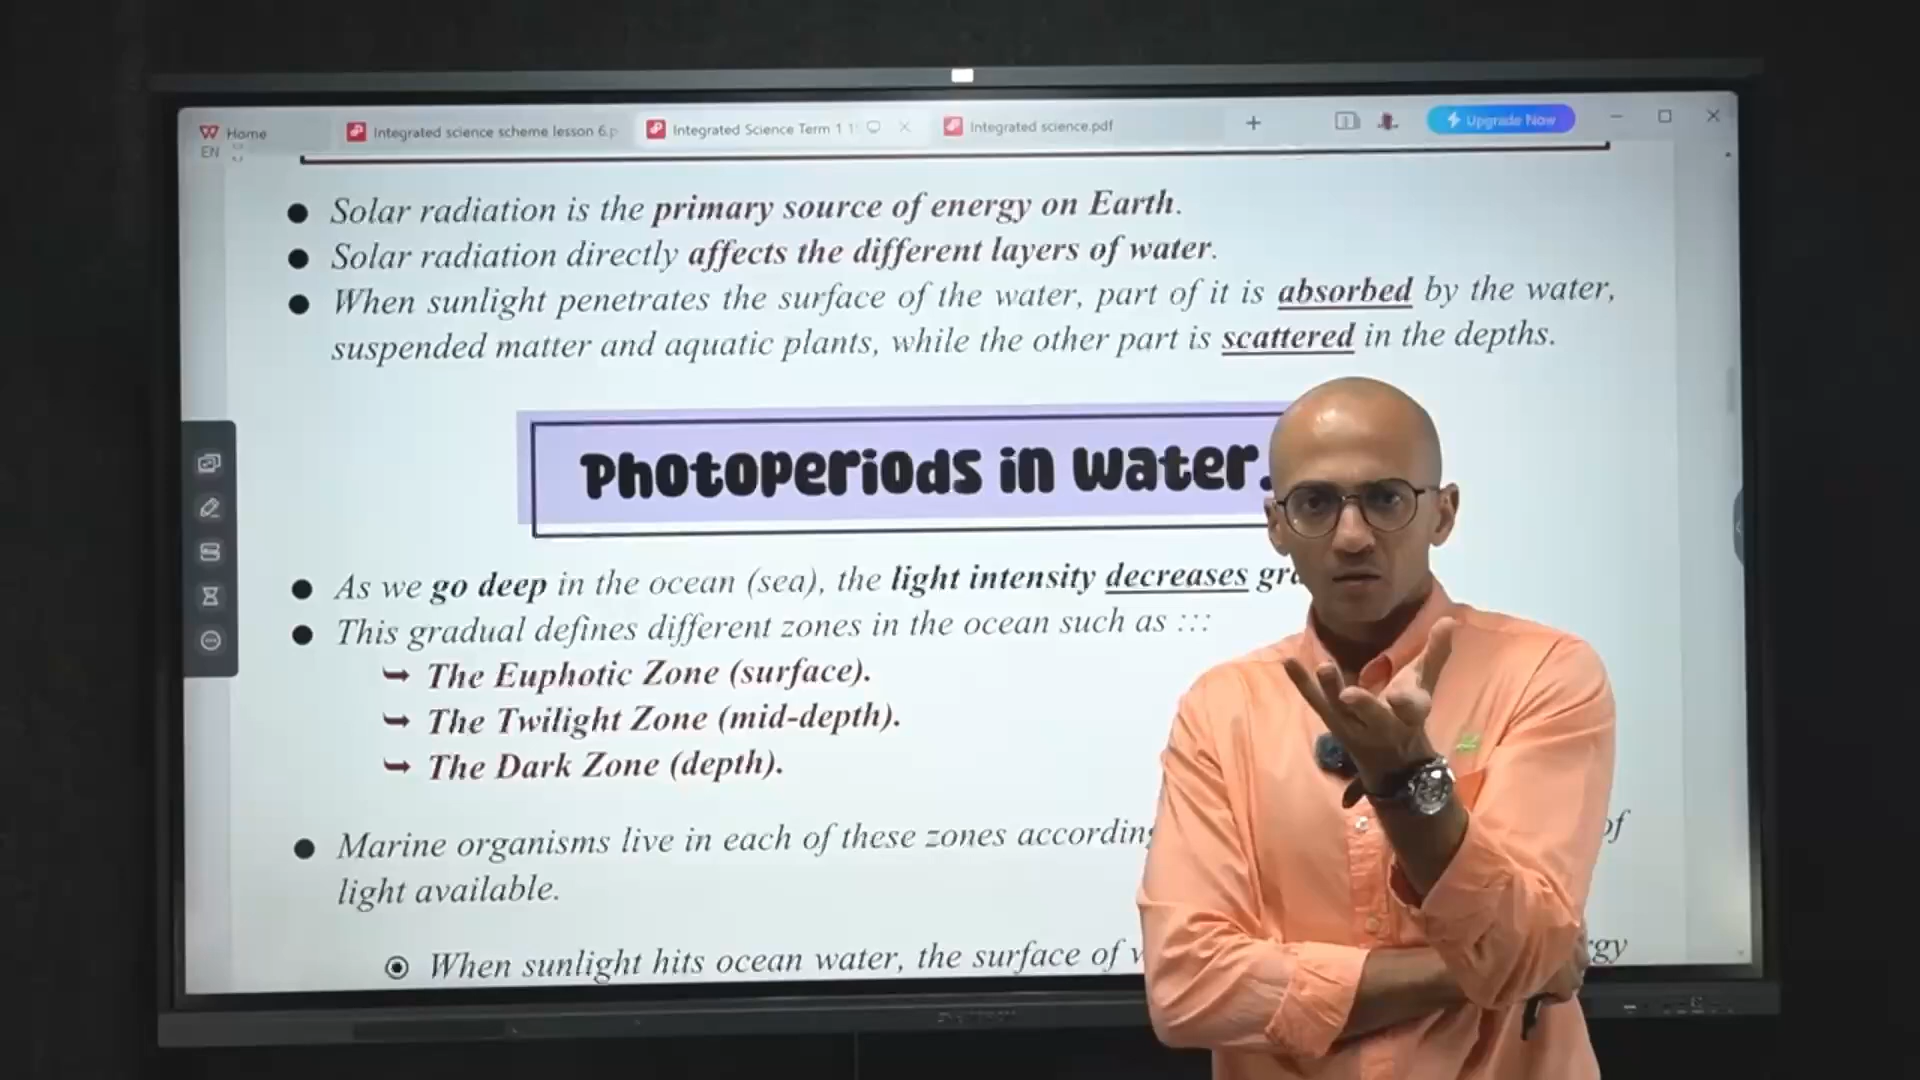 Home
Integrated science scheme lesson 6.p
Integrated Science Term 1 1
Integrated science.pdf
Upgrade Now
EN
Solar radiation is the primary source of energy on Earth.
Solar radiation directly affects the different layers of water.
When sunlight penetrates the surface of the water, part of it is absorbed by the water,
suspended matter and aquatic plants, while the other part is scattered in the depths.
Photoperiods in water.
As we go deep in the ocean (sea), the light intensity decreases gra
This gradual defines different zones in the ocean such as :::
The Euphotic Zone (surface).
The Twilight Zone (mid-depth).
The Dark Zone (depth).
Marine organisms live in each of these zones according of
light available.
When sunlight hits ocean water, the surface of w rgy